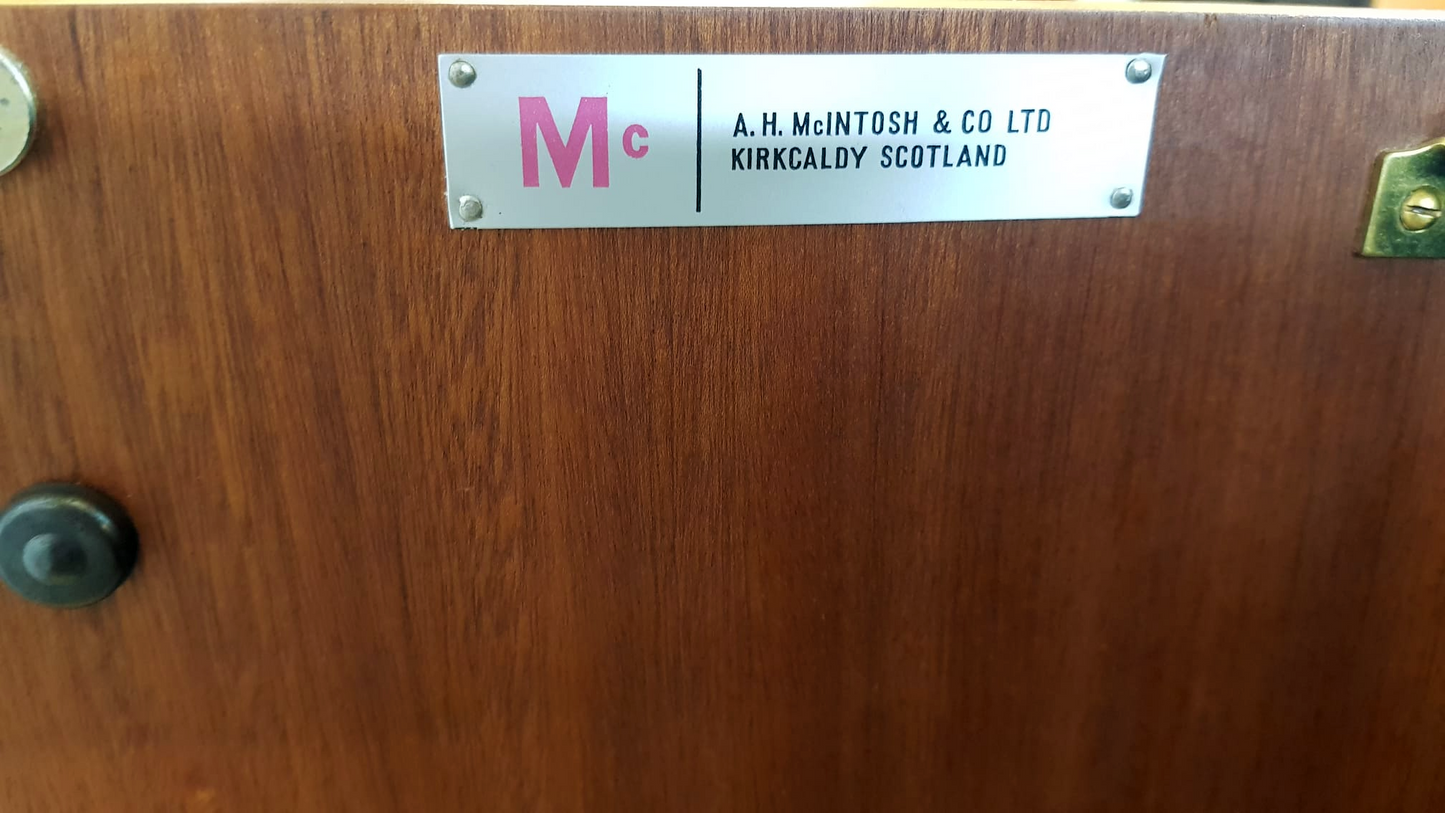 Mc
A. H. McINTOSH & CO LTD
KIRKCALDY SCOTLAND